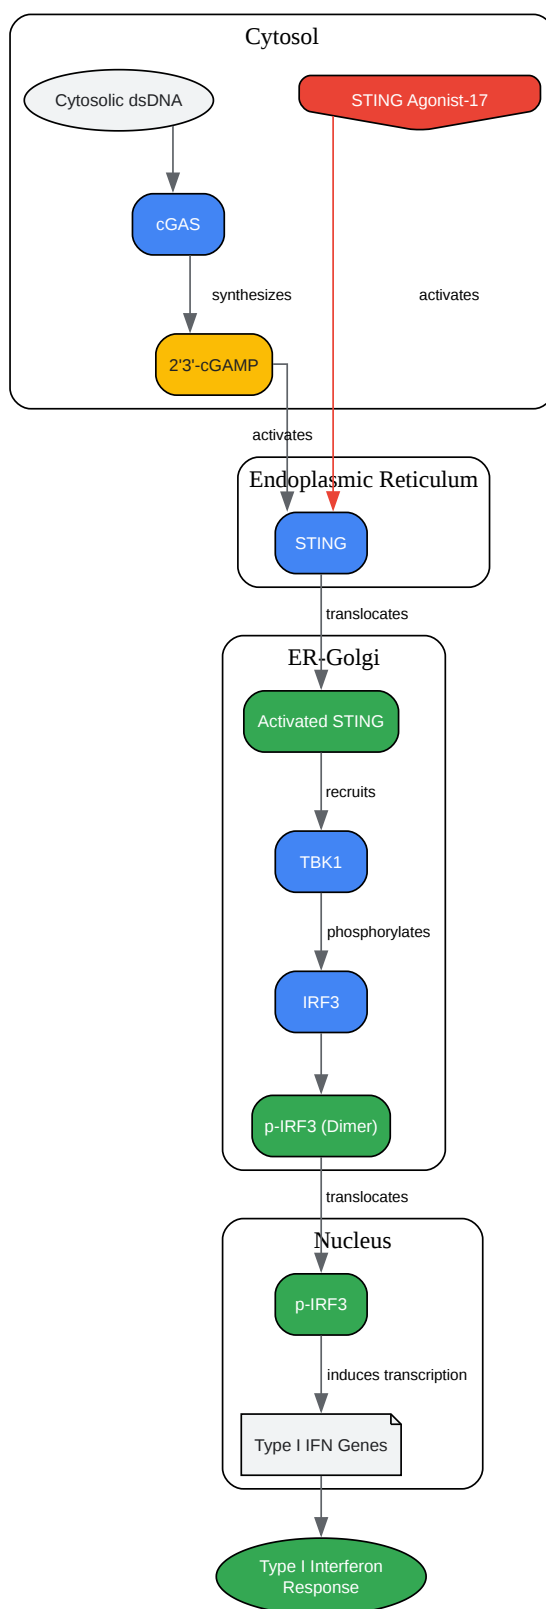 Cytosol
Cytosolic dsDNA
STING Agonist-17
cGAS
synthesizes
activates
2'3'-cGAMP
activates
Endoplasmic Reticulum
STING
translocates
ER-Golgi
Activated STING
recruits
TBK1
phosphorylates
IRF3
p-IRF3 (Dimer)
translocates
Nucleus
p-IRF3
induces transcription
Type I IFN Genes
Type I Interferon
Response